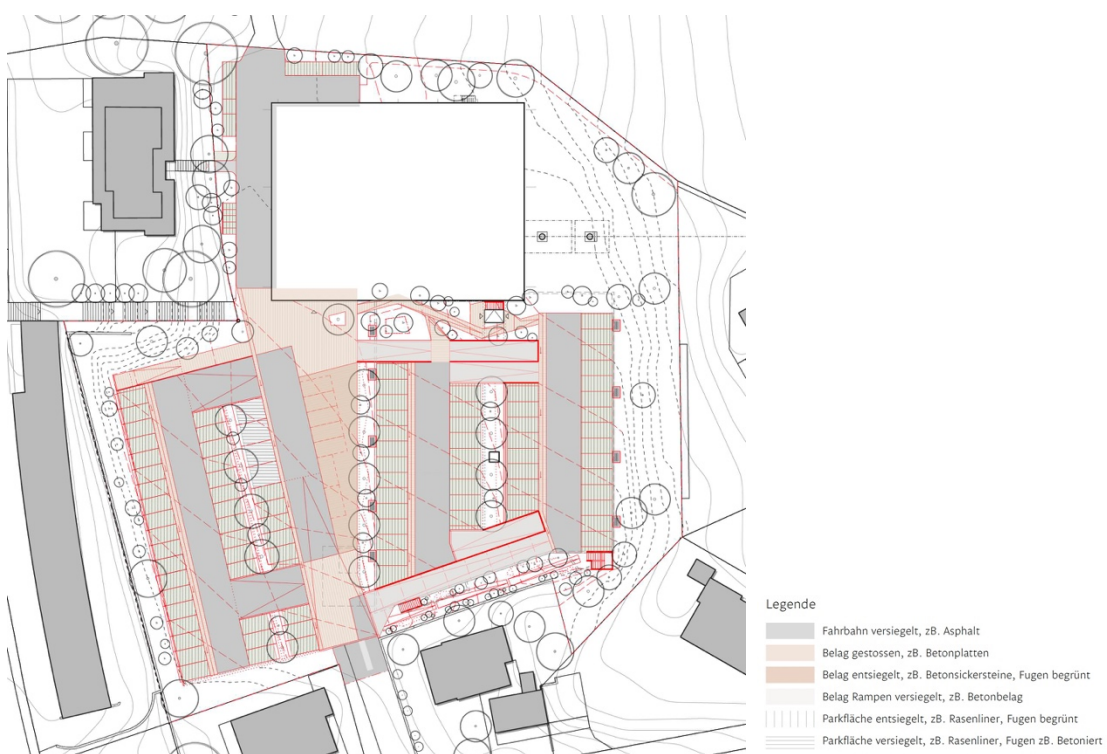 Legende
Fahrbahn versiegelt, zB. Asphalt
Belag gestossen, zB. Betonplatten
Belag entsiegelt, zB. Betonsickersteine, Fugen begrünt
Belag Rampen versiegelt, zB. Betonbelag
Parkfläche entsiegelt, zB. Rasenliner, Fugen begrünt
Parkfläche versiegelt, zB. Rasenliner, Fugen zB. Betoniert